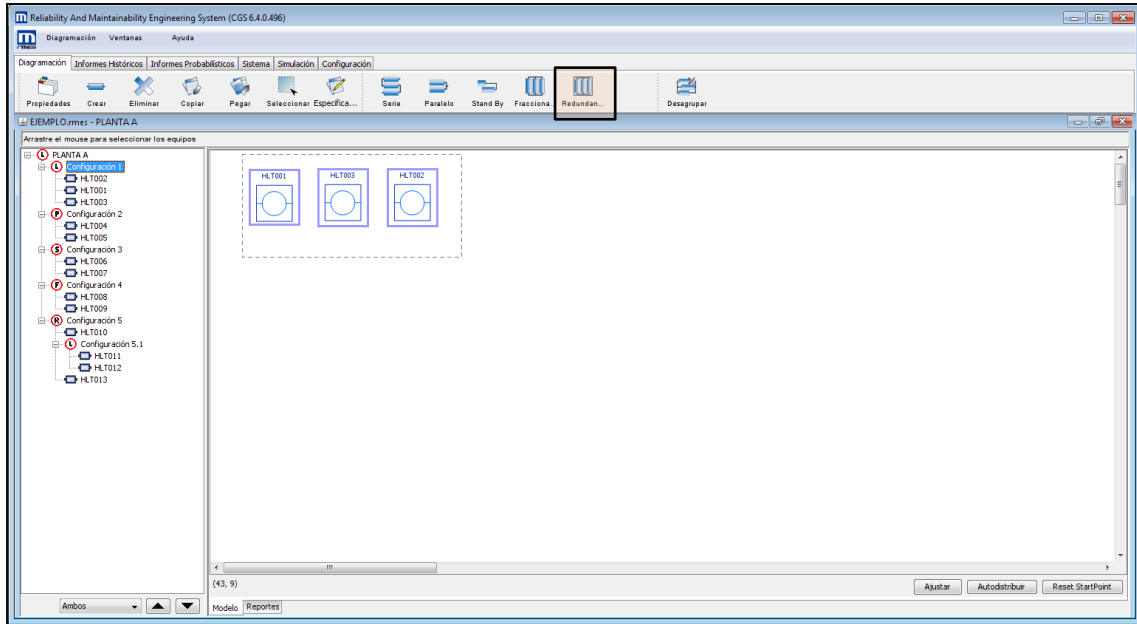 Reliability And Maintainability Engineering System (CGS 6.4.0.496)
Diagramación Ventanas Ayuda
Diagramación Informes Históricos Informes Probabilísticos Sistema Simulación Configuración
Propiedades Crear Eliminar Copiar Pegar Seleccionar Especifica... Serie Paralelo Stand By Fracciona... Redundan... Desagrupar
EJEMPLO.rmes - PLANTA A
Arrastre el mouse para seleccionar los equipos
L PLANTA A
L Configuración 1
HLT002
HLT001
HLT003
P Configuración 2
HLT004
HLT005
S Configuración 3
HLT006
HLT007
F Configuración 4
HLT008
HLT009
R Configuración 5
HLT010
L Configuración 5.1
HLT011
HLT012
HLT013
HLT001 HLT003 HLT002
(43, 9)
Ajustar Autodistribuir Reset StartPoint
Ambos
Modelo Reportes